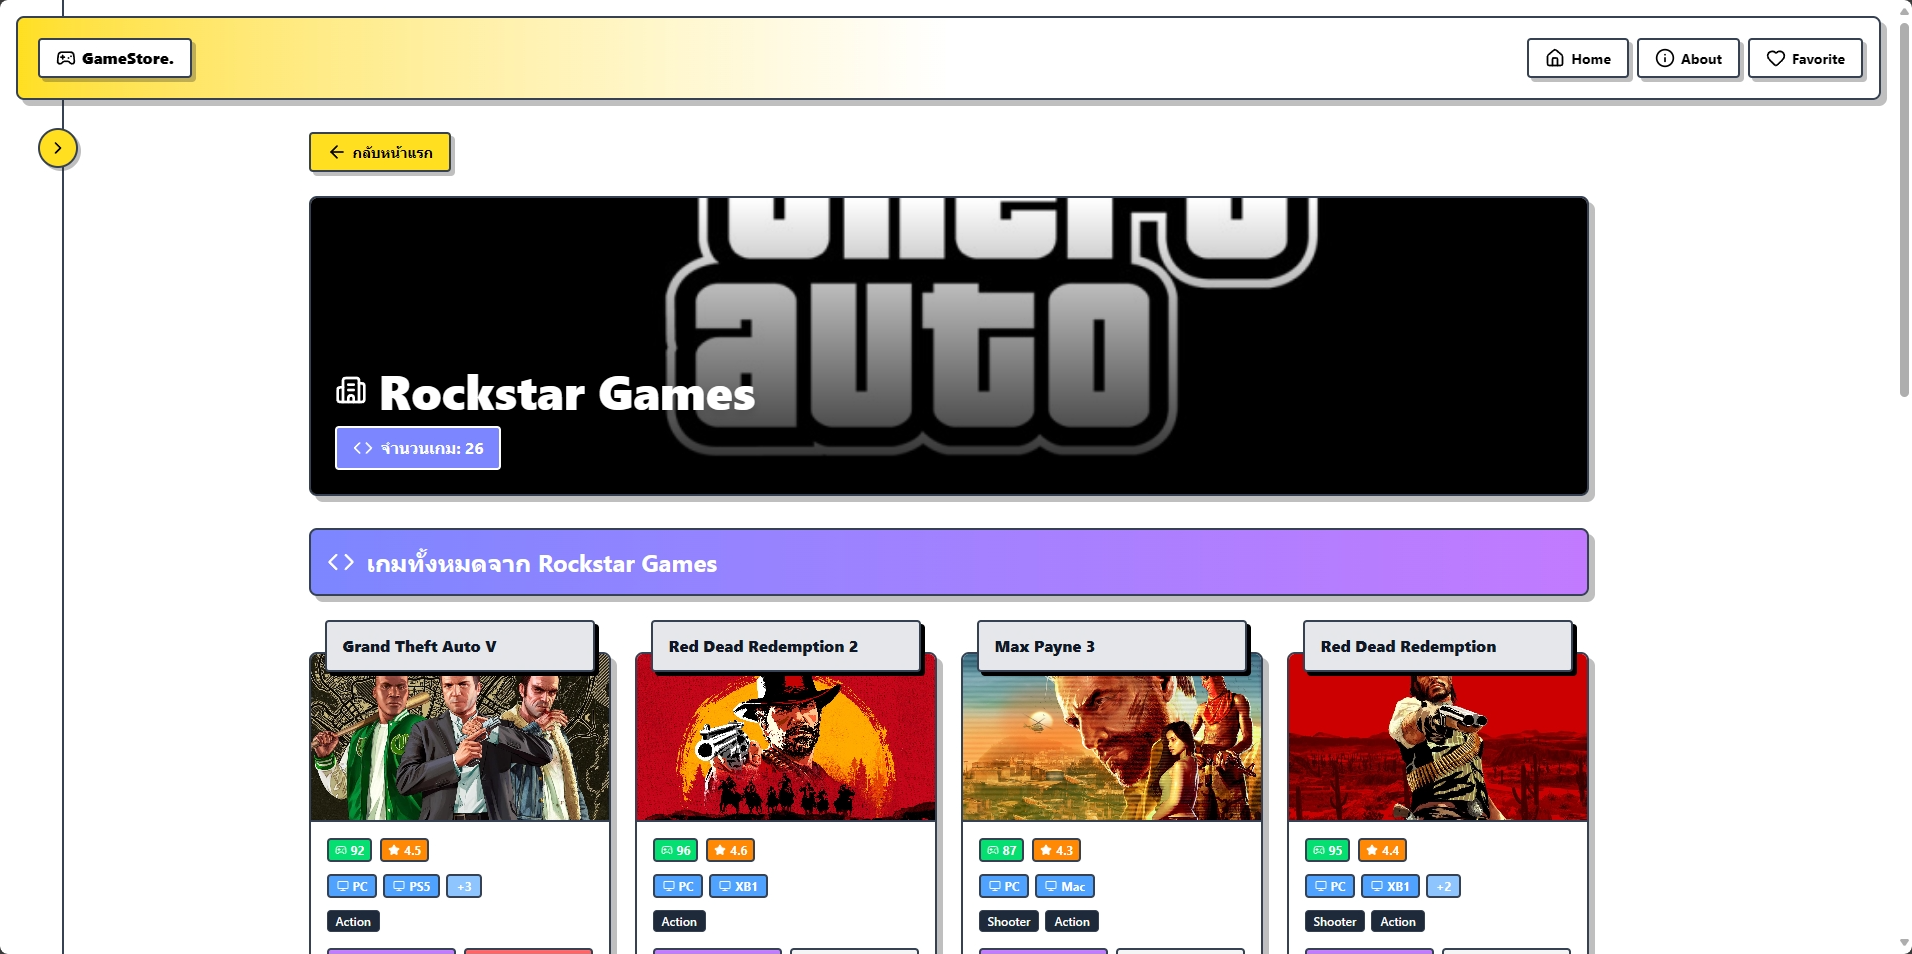 GameStore.
Home
About
Favorite
กลับหน้าแรก
auto
Rockstar Games
จำนวนเกม: 26
เกมทั้งหมดจาก Rockstar Games
Grand Theft Auto V
Red Dead Redemption 2
Max Payne 3
Red Dead Redemption
92 4.5
PC PS5 +3
Action
96 4.6
PC XB1
Action
87 4.3
PC Mac
Shooter Action
95 4.4
PC XB1 +2
Shooter Action